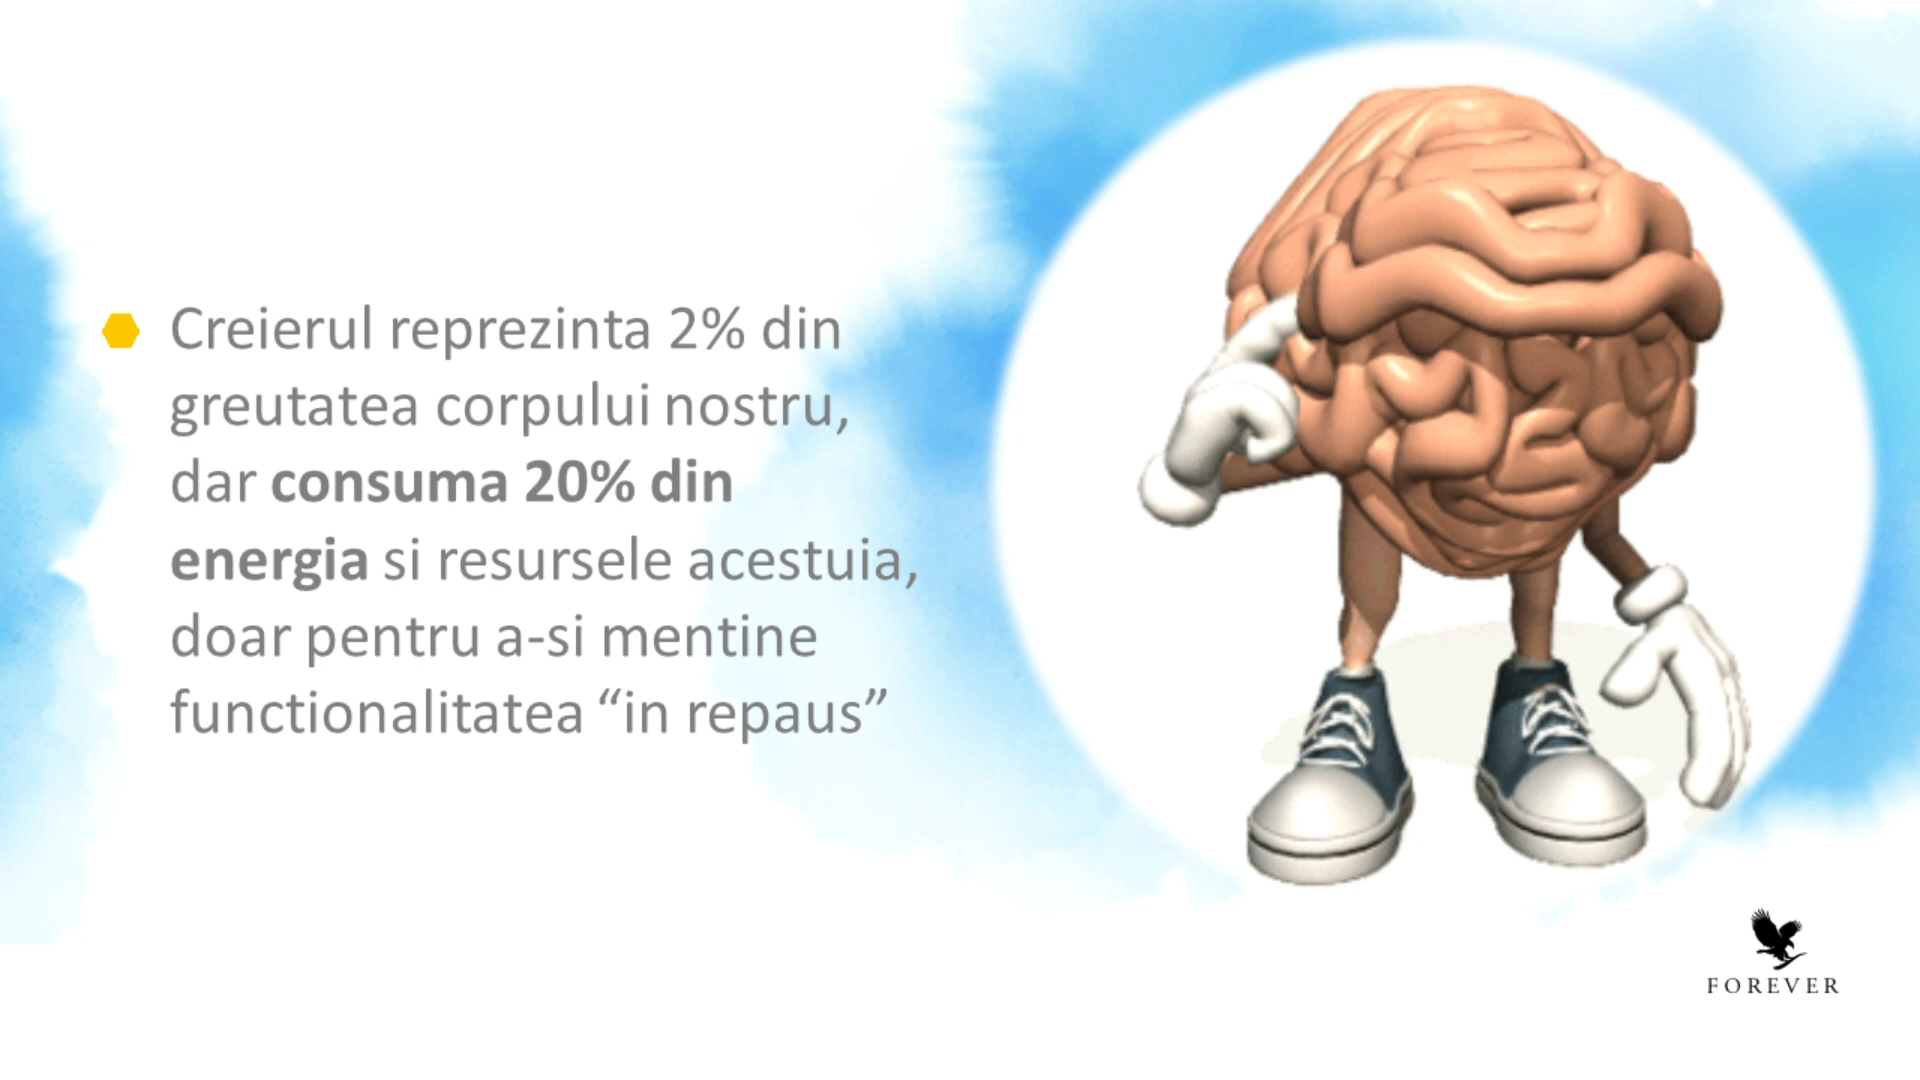 Creierul reprezinta 2% din
greutatea corpului nostru,
dar consuma 20% din
energia si resursele acestuia,
doar pentru a-si mentine
functionalitatea “in repaus”
FOREVER